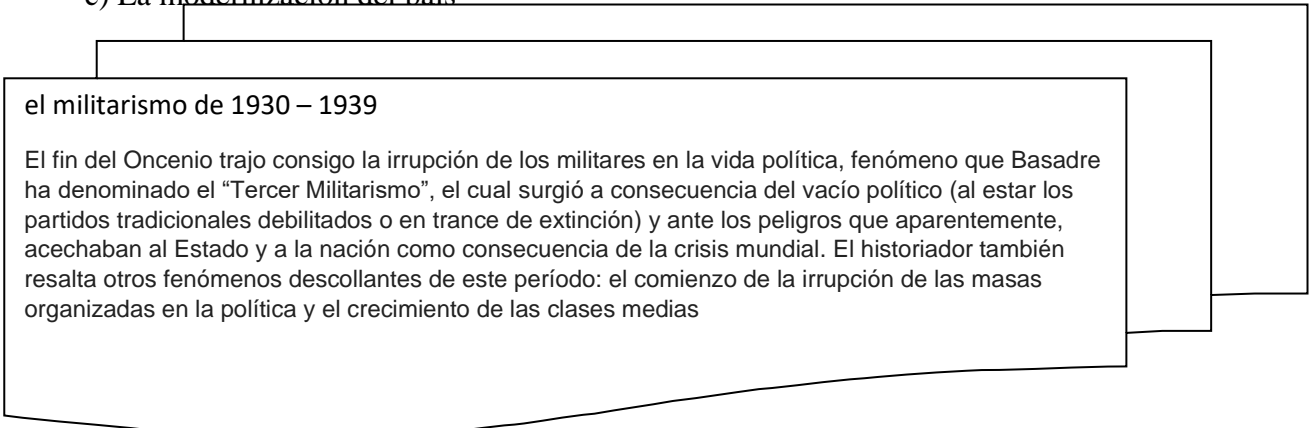 c) La modernización del país
el militarismo de 1930 – 1939
El fin del Oncenio trajo consigo la irrupción de los militares en la vida política, fenómeno que Basadre
ha denominado el “Tercer Militarismo”, el cual surgió a consecuencia del vacío político (al estar los
partidos tradicionales debilitados o en trance de extinción) y ante los peligros que aparentemente,
acechaban al Estado y a la nación como consecuencia de la crisis mundial. El historiador también
resalta otros fenómenos descollantes de este período: el comienzo de la irrupción de las masas
organizadas en la política y el crecimiento de las clases medias